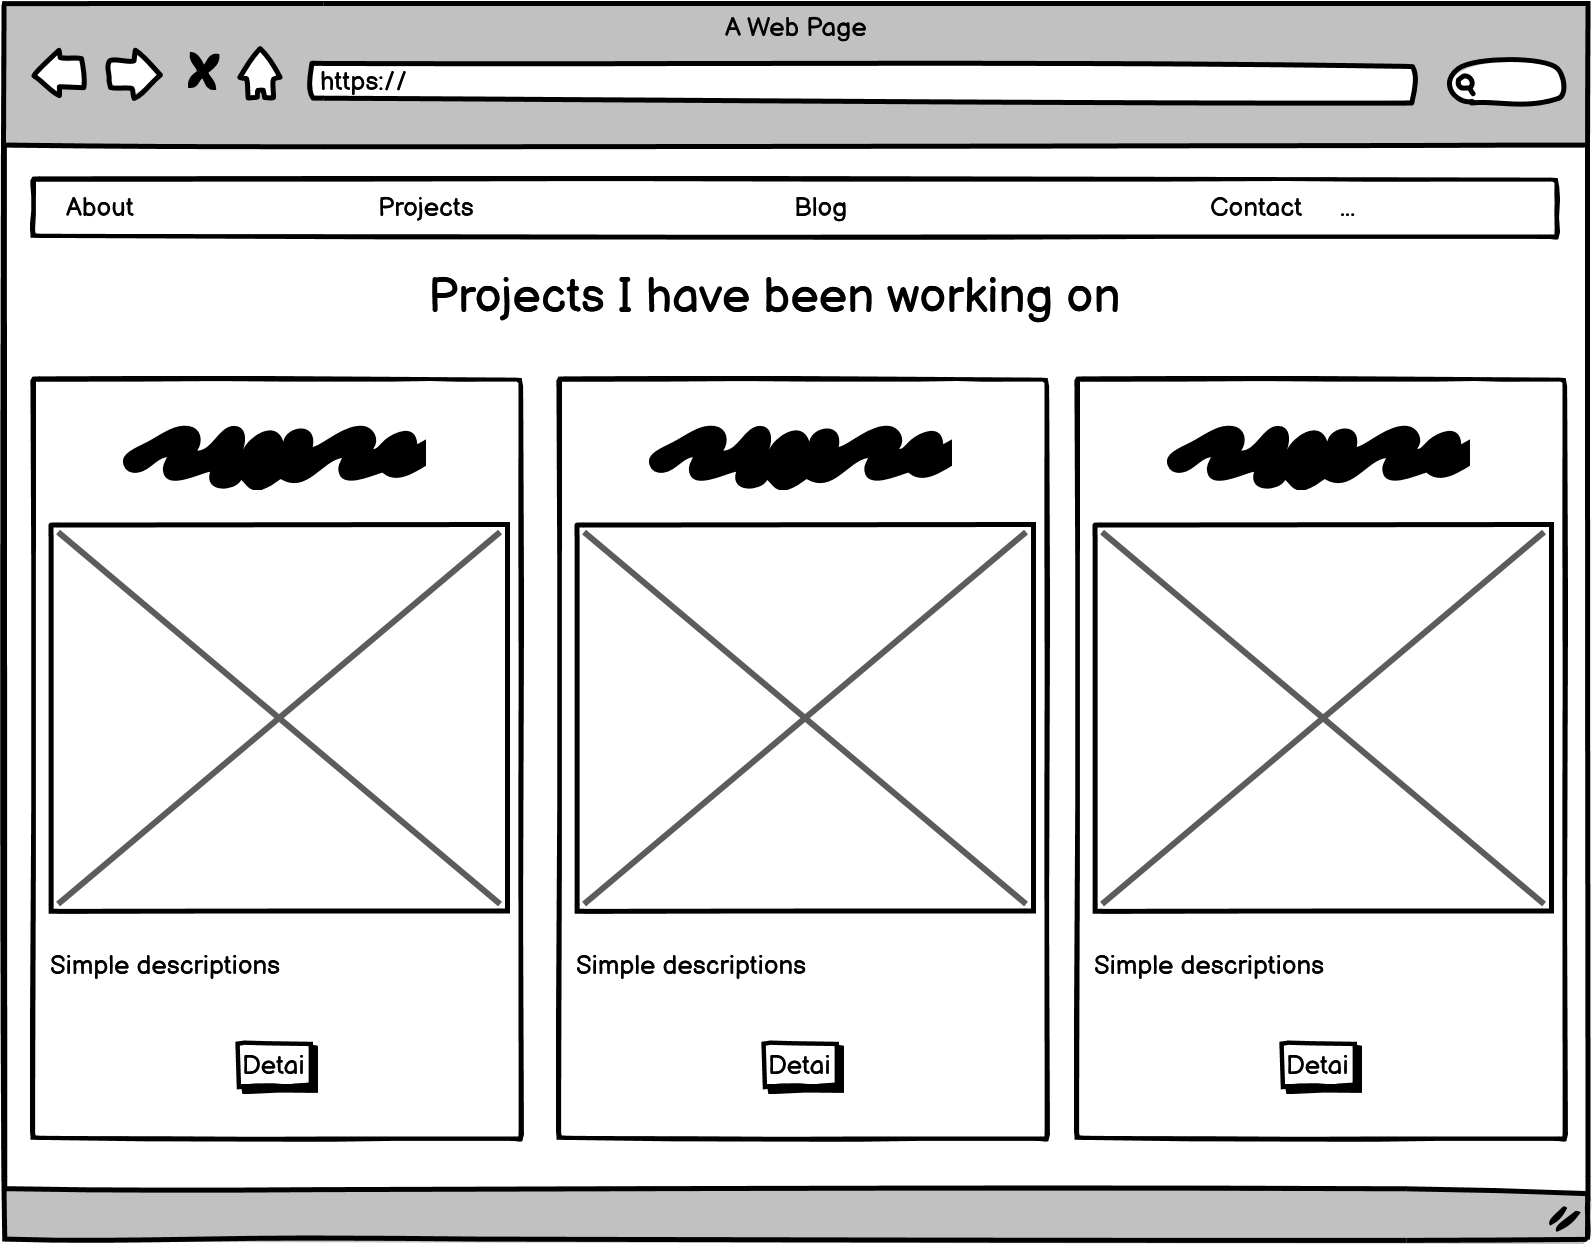 A Web Page
https://
About Projects Blog Contact ...
Projects I have been working on
Simple descriptions Simple descriptions Simple descriptions
Detai Detai Detai